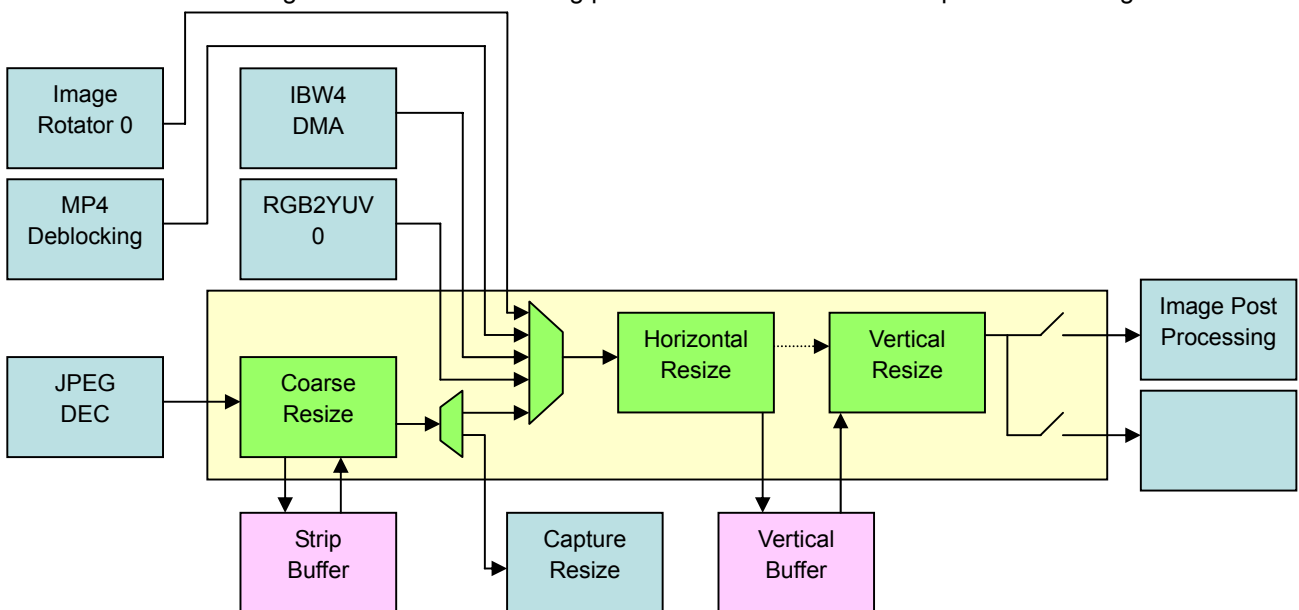 Image
Rotator 0
IBW4
DMA
MP4
Deblocking
RGB2YUV
0
Image Post
Processing
Horizontal
Resize
Vertical
Resize
JPEG
DEC
Coarse
Resize
Strip
Buffer
Capture
Resize
Vertical
Buffer